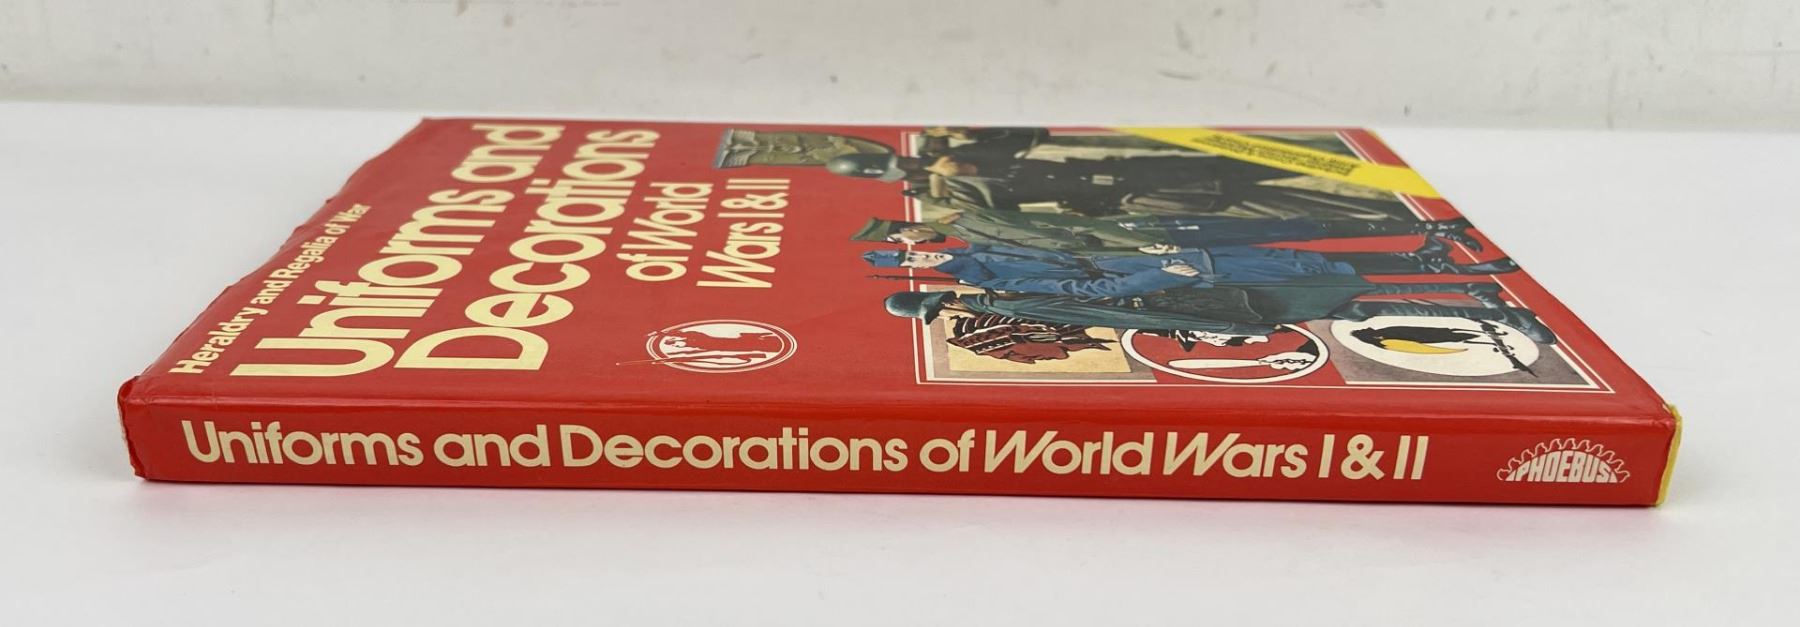 Heraldry and Regalia of War
Uniforms and
Decorations
of World
Wars I & II
Uniforms and Decorations of World Wars I & II
PHOEBUS